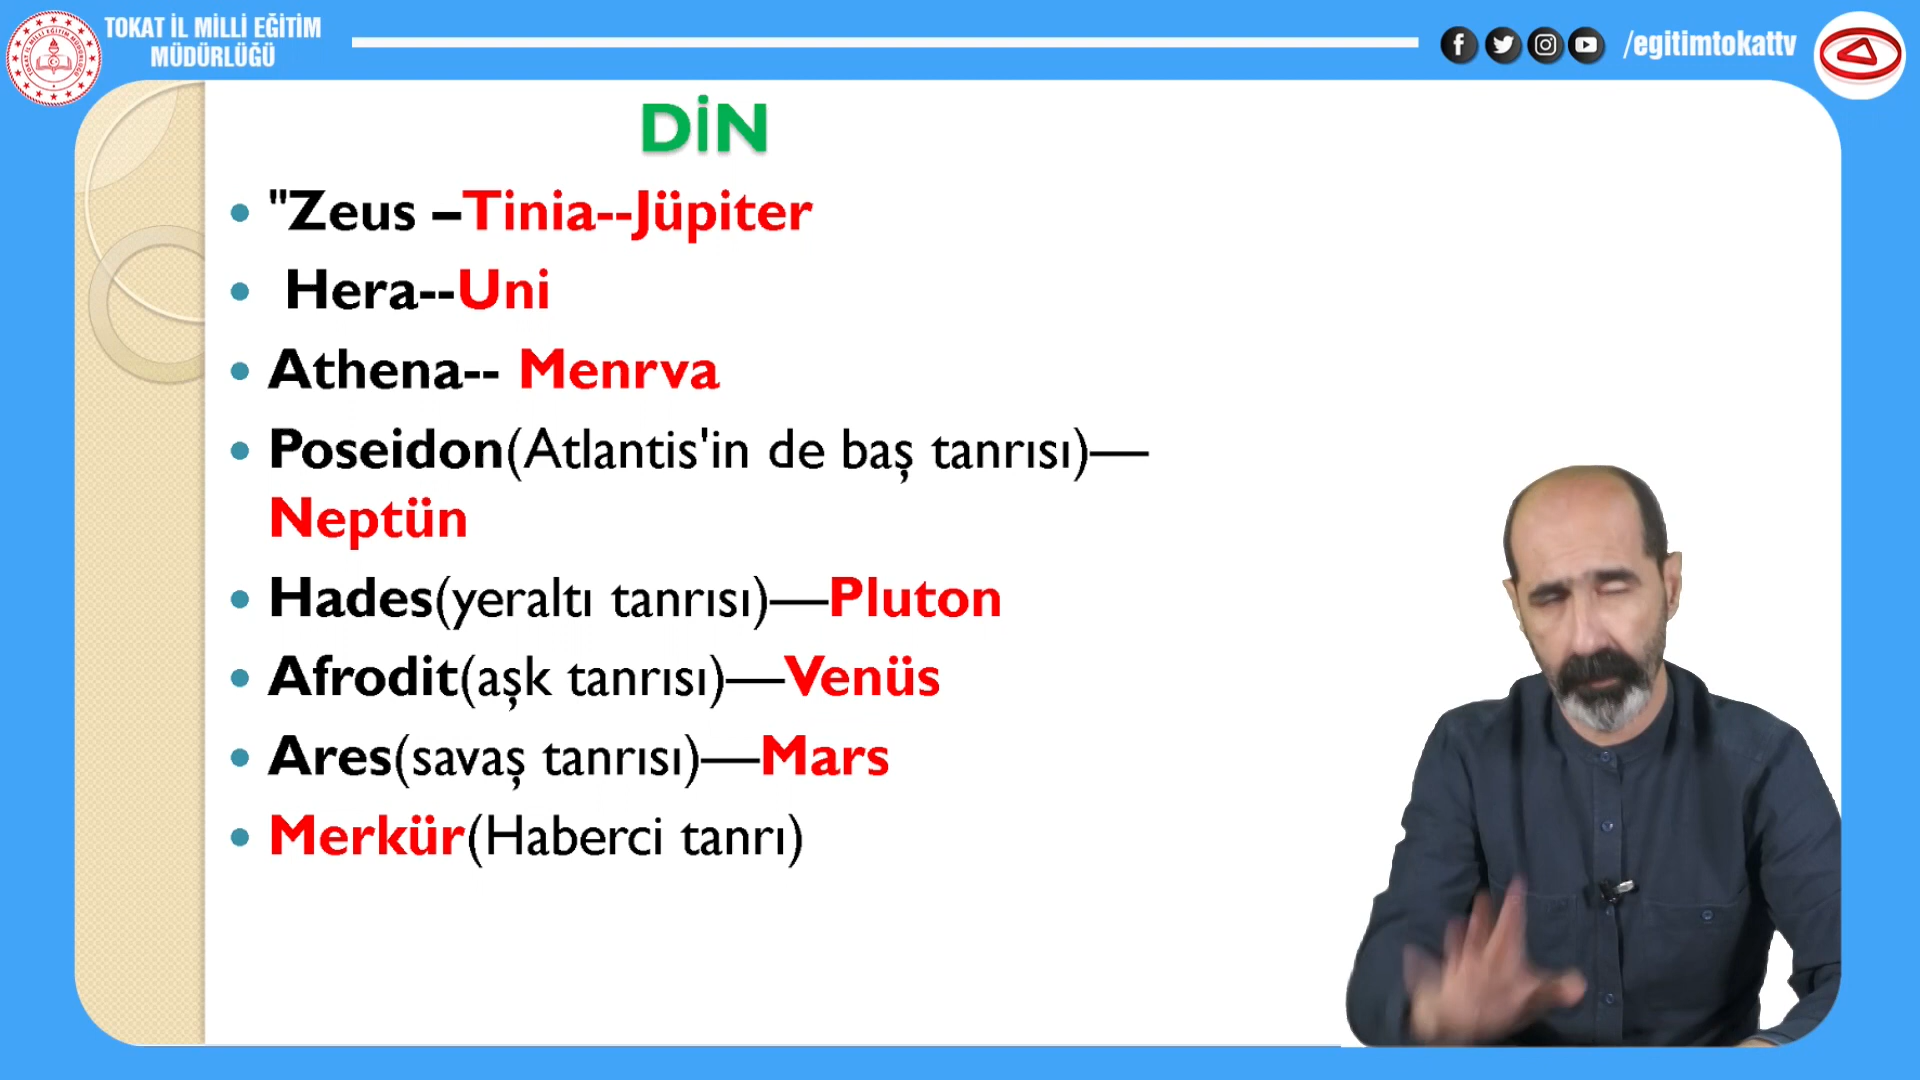 TOKAT İL MİLLİ EĞİTİM
MÜDÜRLÜĞÜ
/egitimtokattv
DİN
"Zeus –Tinia--Jüpiter
Hera--Uni
Athena-- Menrva
Poseidon(Atlantis'in de baş tanrısı)—
Neptün
Hades(yeraltı tanrısı)—Pluton
Afrodit(aşk tanrısı)—Venüs
Ares(savaş tanrısı)—Mars
Merkür(Haberci tanrı)